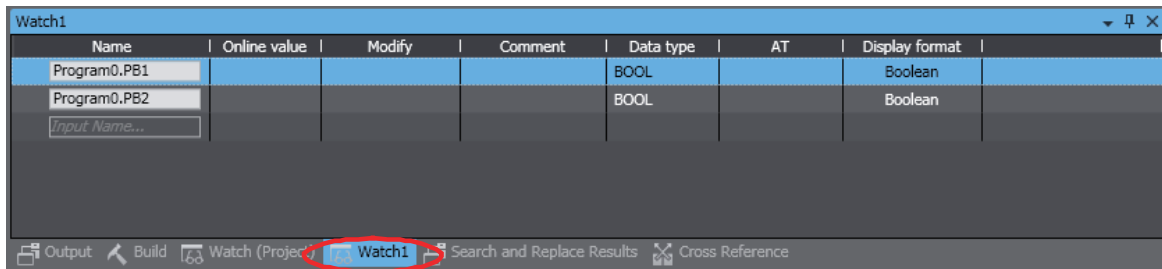 Watch1
Name Online value Modify Comment Data type AT Display format
Program0.PB1 BOOL Boolean
Program0.PB2 BOOL Boolean
Input Name...
Output Build Watch (Project) Watch1 Search and Replace Results Cross Reference